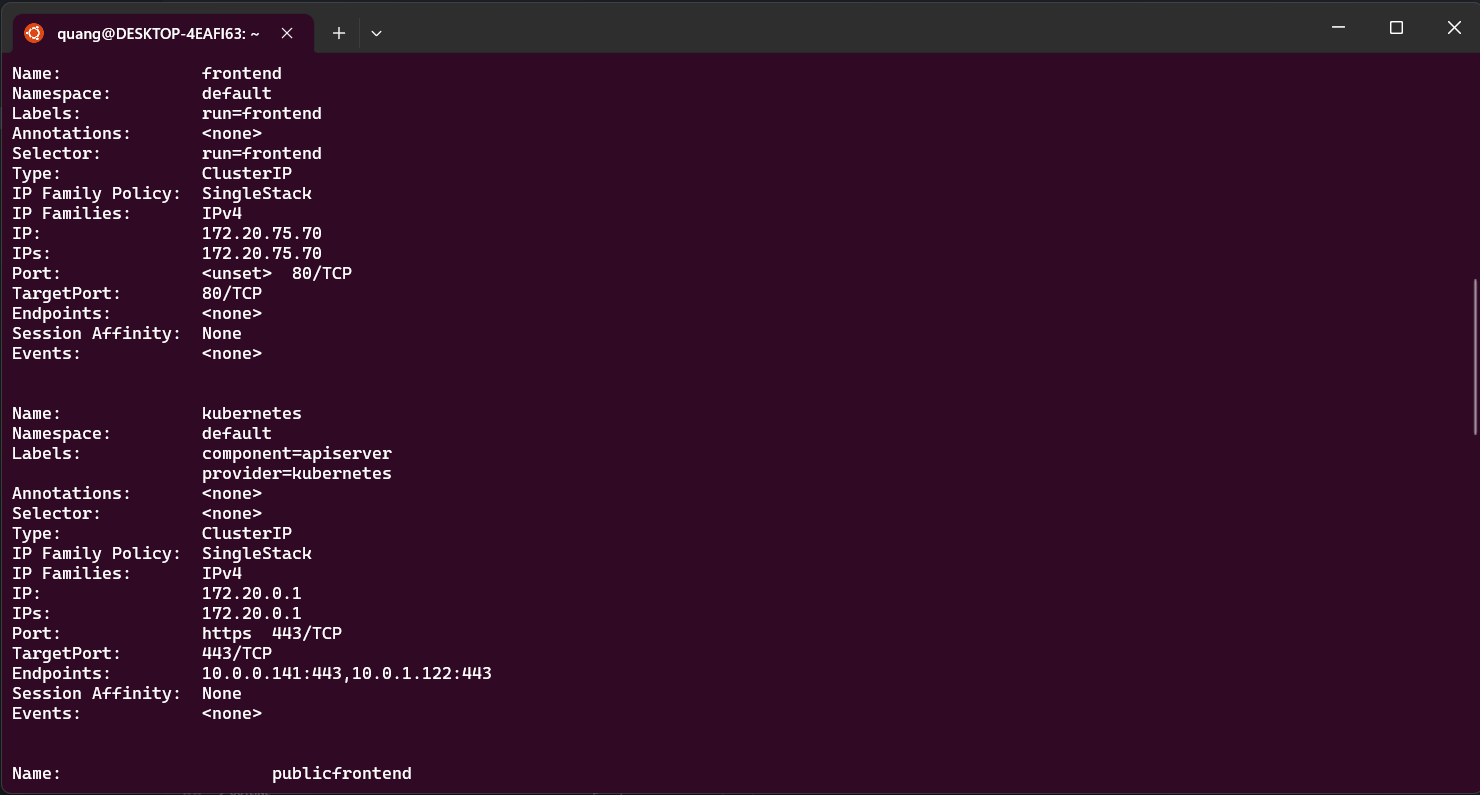 quang@DESKTOP-4EAFI63: ~
Name:              frontend
Namespace:         default
Labels:            run=frontend
Annotations:       <none>
Selector:          run=frontend
Type:              ClusterIP
IP Family Policy:  SingleStack
IP Families:       IPv4
IP:                172.20.75.70
IPs:               172.20.75.70
Port:              <unset>  80/TCP
TargetPort:        80/TCP
Endpoints:         <none>
Session Affinity:  None
Events:            <none>
Name:              kubernetes
Namespace:         default
Labels:            component=apiserver
                   provider=kubernetes
Annotations:       <none>
Selector:          <none>
Type:              ClusterIP
IP Family Policy:  SingleStack
IP Families:       IPv4
IP:                172.20.0.1
IPs:               172.20.0.1
Port:              https  443/TCP
TargetPort:        443/TCP
Endpoints:         10.0.0.141:443,10.0.1.122:443
Session Affinity:  None
Events:            <none>
Name:                     publicfrontend